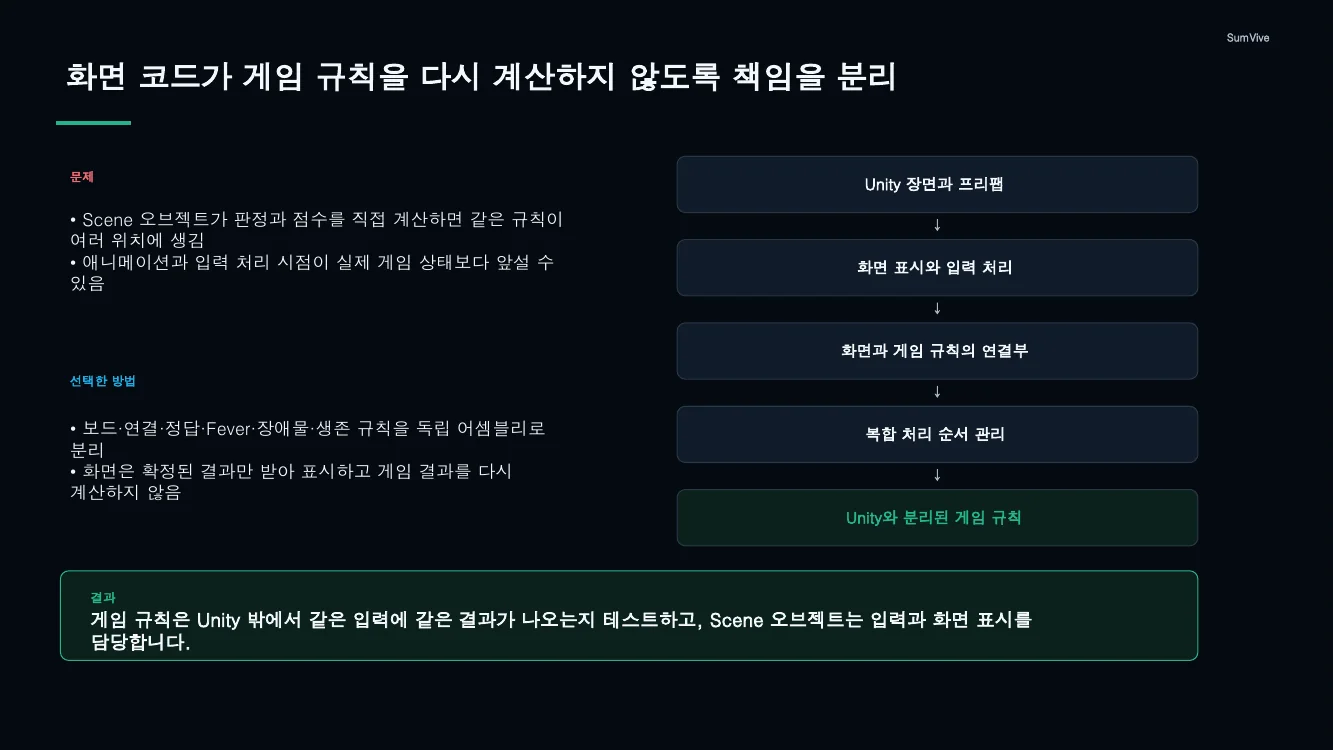 SumVive
화면 코드가 게임 규칙을 다시 계산하지 않도록 책임을 분리
문제
• Scene 오브젝트가 판정과 점수를 직접 계산하면 같은 규칙이
여러 위치에 생김
• 애니메이션과 입력 처리 시점이 실제 게임 상태보다 앞설 수
있음
선택한 방법
• 보드·연결·정답·Fever·장애물·생존 규칙을 독립 어셈블리로
분리
• 화면은 확정된 결과만 받아 표시하고 게임 결과를 다시
계산하지 않음
Unity 장면과 프리팹
↓
화면 표시와 입력 처리
↓
화면과 게임 규칙의 연결부
↓
복합 처리 순서 관리
↓
Unity와 분리된 게임 규칙
결과
게임 규칙은 Unity 밖에서 같은 입력에 같은 결과가 나오는지 테스트하고, Scene 오브젝트는 입력과 화면 표시를
담당합니다.